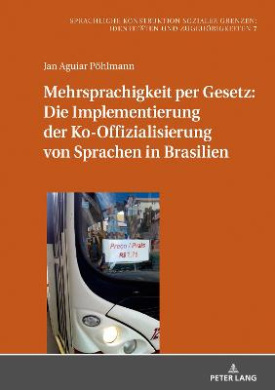 SPRACHLICHE KONSTRUKTION SOZIALER GRENZEN:
IDENTITÄTEN UND ZUGEHÖRIGKEITEN 7
Jan Aguiar Pöhlmann
Mehrsprachigkeit per Gesetz:
Die Implementierung
der Ko-Offizialisierung
von Sprachen in Brasilien
PETER LANG